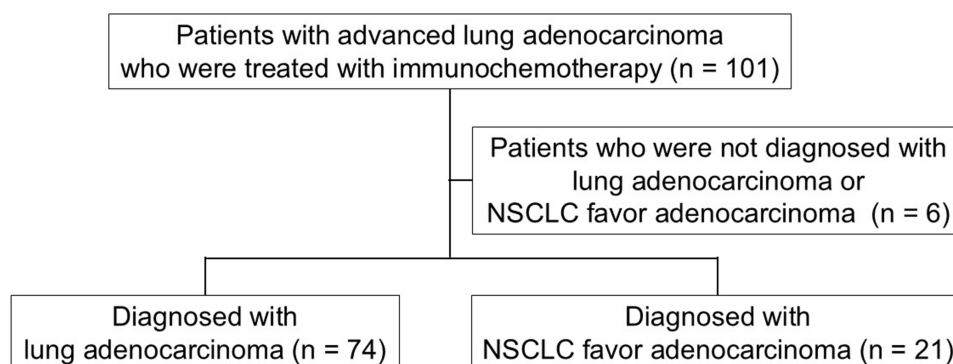 Patients with advanced lung adenocarcinoma
who were treated with immunochemotherapy (n = 101)
Patients who were not diagnosed with
lung adenocarcinoma or
NSCLC favor adenocarcinoma (n = 6)
Diagnosed with
lung adenocarcinoma (n = 74)
Diagnosed with
NSCLC favor adenocarcinoma (n = 21)